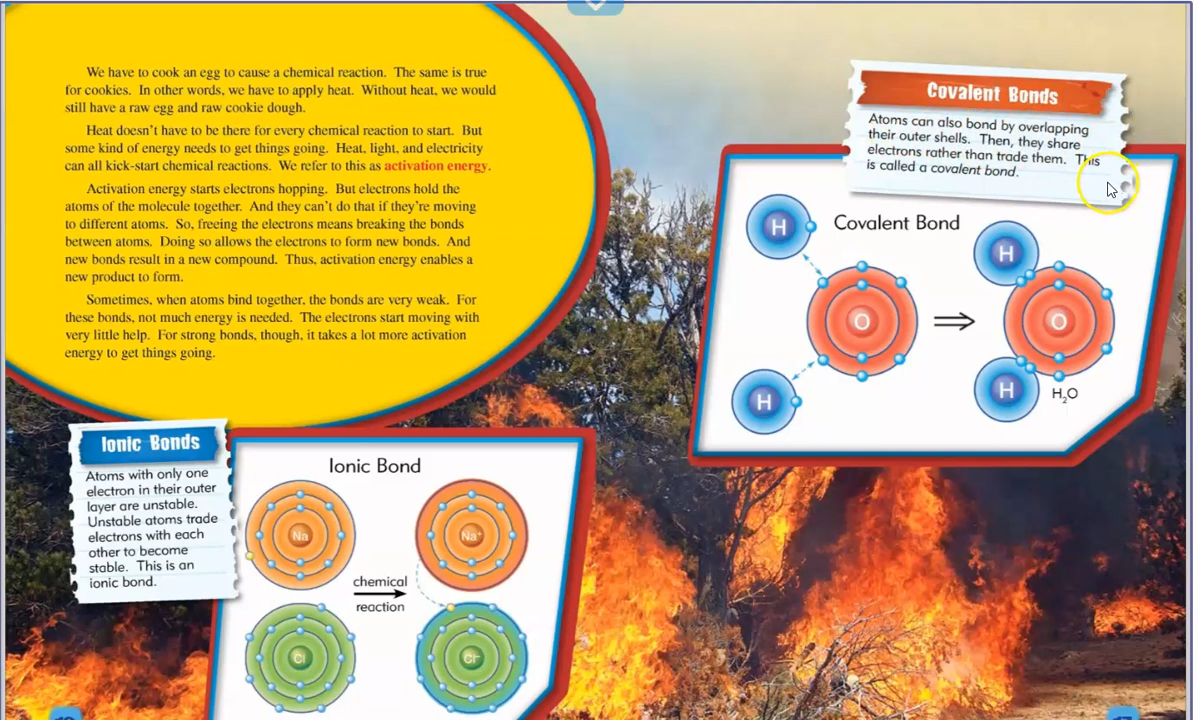 We have to cook an egg to cause a chemical reaction. The same is true
for cookies. In other words, we have to apply heat. Without heat, we would
still have a raw egg and raw cookie dough.
Heat doesn't have to be there for every chemical reaction to start. But
some kind of energy needs to get things going. Heat, light, and electricity
can all kick-start chemical reactions. We refer to this as activation energy.
Activation energy starts electrons hopping. But electrons hold the
atoms of the molecule together. And they can't do that if they're moving
to different atoms. So, freeing the electrons means breaking the bonds
between atoms. Doing so allows the electrons to form new bonds. And
new bonds result in a new compound. Thus, activation energy enables a
new product to form.
Sometimes, when atoms bind together, the bonds are very weak. For
these bonds, not much energy is needed. The electrons start moving with
very little help. For strong bonds, though, it takes a lot more activation
energy to get things going.
Ionic Bonds
Atoms with only one
electron in their outer
layer are unstable.
Unstable atoms trade
electrons with each
other to become
stable. This is an
ionic bond.
Ionic Bond
Na
Na⁺
chemical
reaction
Cl
Cl⁻
Covalent Bonds
Atoms can also bond by overlapping
their outer shells. Then, they share
electrons rather than trade them. This
is called a covalent bond.
Covalent Bond
H
H
O
H
H
O
H₂O